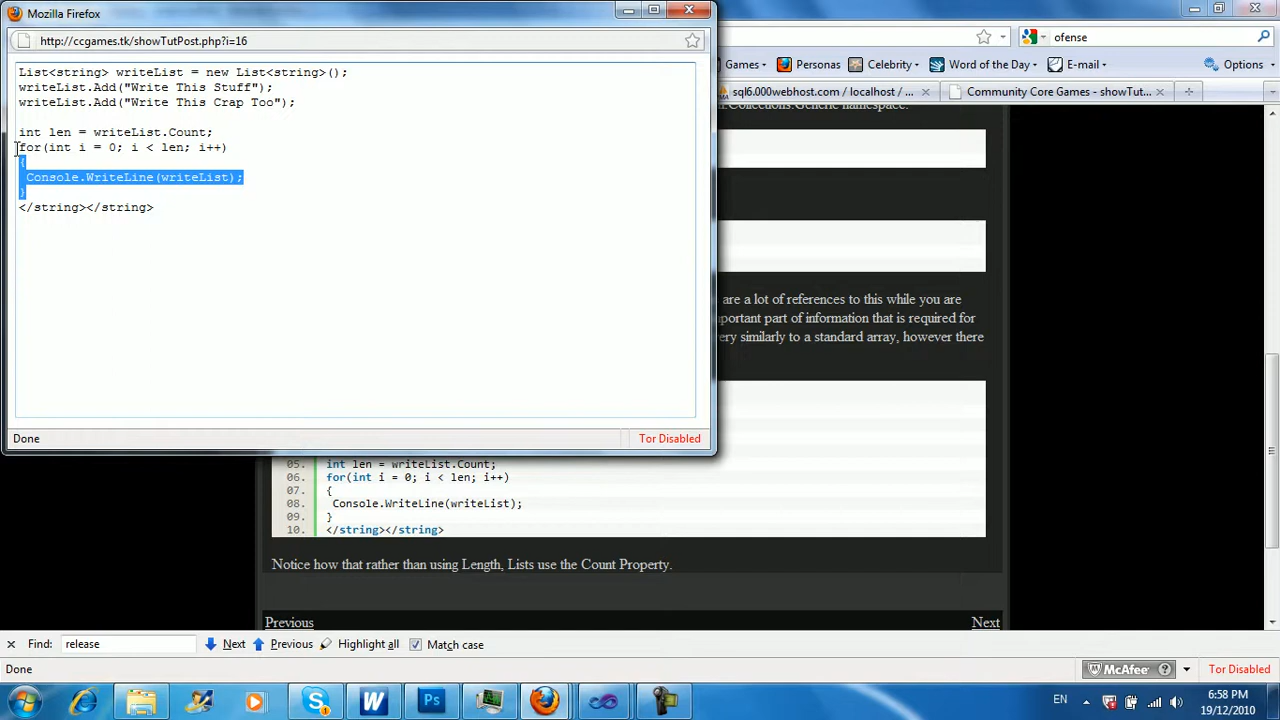 Mozilla Firefox
http://ccgames.tk/showTutPost.php?i=16
ofense
Games
Personas
Word of the Day
E-mail
Options
sql6.000webhost.com / localhost /
Community Core Games - showTut...
List<string> writeList = new List<string>();
writeList.Add("Write This Stuff");
writeList.Add("Write This Crap Too");
int len = writeList.Count;
for(int i = 0; i < len; i++)
{
Console.WriteLine(writeList);
}
</string></string>
Done
Tor Disabled
.Collections.Generic namespace.
are a lot of references to this while you are
portant part of information that is required for
ery similarly to a standard array, however there
05. int len = writeList.Count;
06. for(int i = 0; i < len; i++)
07. {
08. Console.WriteLine(writeList);
09. }
10. </string></string>
Notice how that rather than using Length, Lists use the Count Property.
Previous
Next
Find: release
Next
Previous
Highlight all
Match case
Done
McAfee
Tor Disabled
EN
6:58 PM
19/12/2010